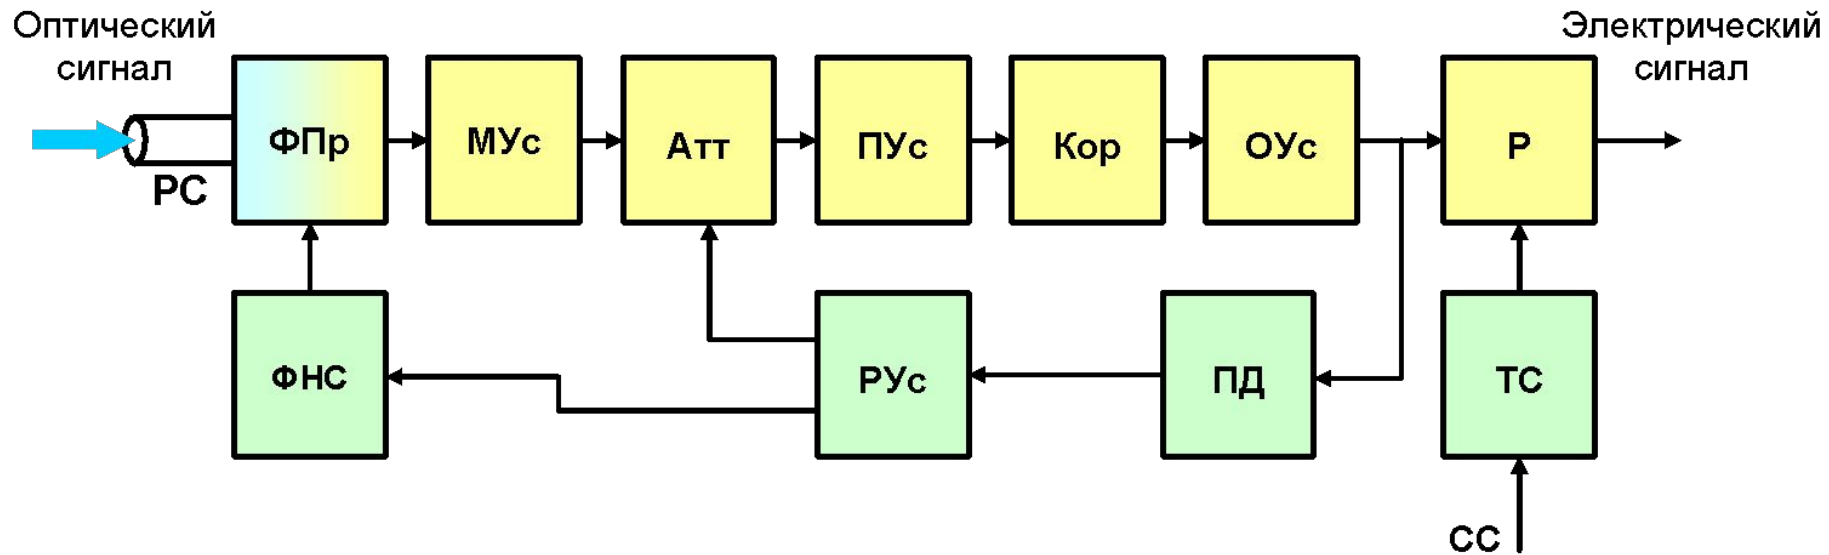 Оптический
сигнал
Электрический
сигнал
РС
ФПр
МУс
Атт
ПУс
Кор
ОУс
Р
ФНС
РУс
ПД
ТС
СС